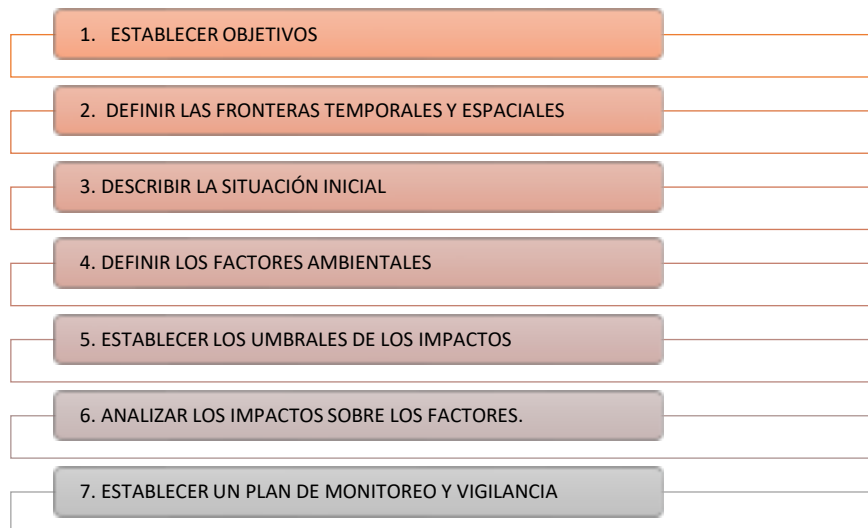 1. ESTABLECER OBJETIVOS
2. DEFINIR LAS FRONTERAS TEMPORALES Y ESPACIALES
3. DESCRIBIR LA SITUACIÓN INICIAL
4. DEFINIR LOS FACTORES AMBIENTALES
5. ESTABLECER LOS UMBRALES DE LOS IMPACTOS
6. ANALIZAR LOS IMPACTOS SOBRE LOS FACTORES.
7. ESTABLECER UN PLAN DE MONITOREO Y VIGILANCIA